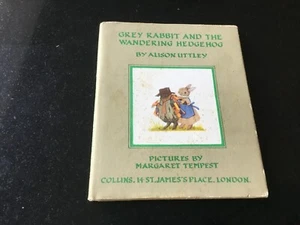 GREY RABBIT AND THE
WANDERING HEDGEHOG
BY ALISON UTTLEY
PICTURES BY
MARGARET TEMPEST
COLLINS, 14 ST. JAMES'S PLACE, LONDON.